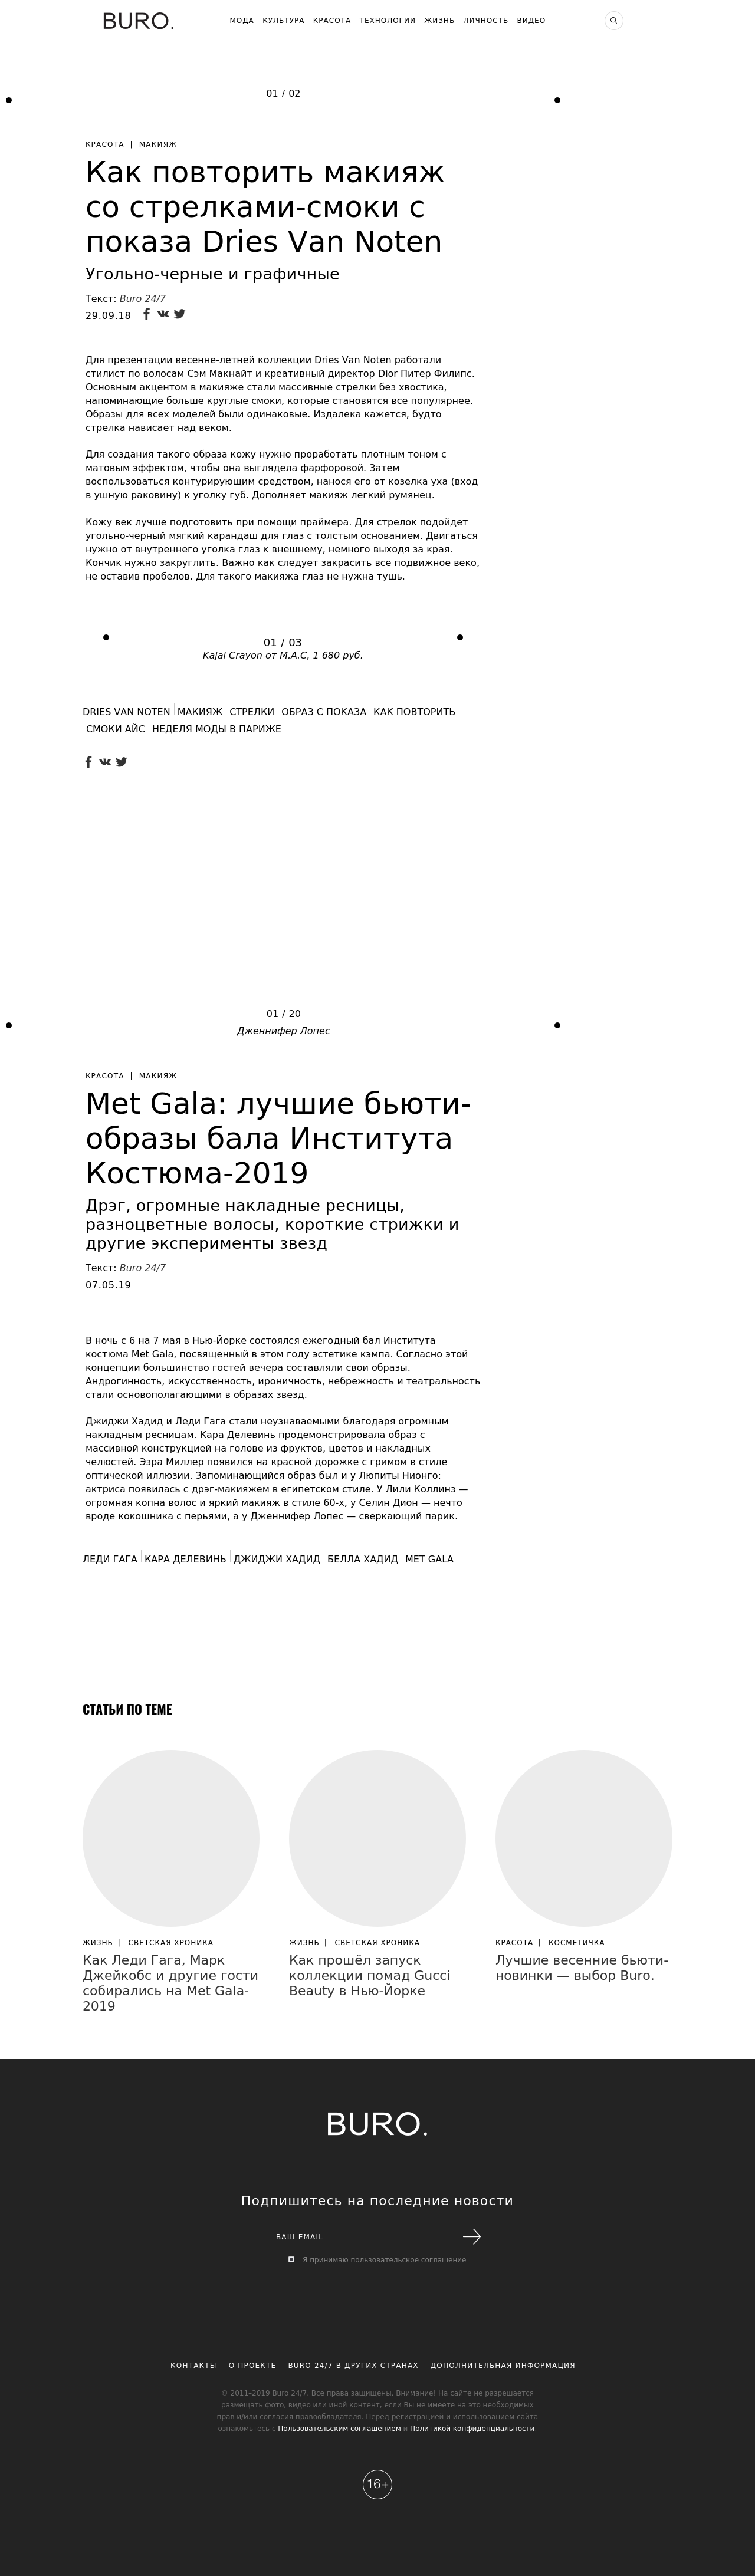 BURO.
МОДА КУЛЬТУРА КРАСОТА ТЕХНОЛОГИИ ЖИЗНЬ ЛИЧНОСТЬ ВИДЕО
01 / 02
КРАСОТА | МАКИЯЖ
Как повторить макияж
со стрелками-смоки с
показа Dries Van Noten
Угольно-черные и графичные
Текст: Buro 24/7
29.09.18
Для презентации весенне-летней коллекции Dries Van Noten работали
стилист по волосам Сэм Макнайт и креативный директор Dior Питер Филипс.
Основным акцентом в макияже стали массивные стрелки без хвостика,
напоминающие больше круглые смоки, которые становятся все популярнее.
Образы для всех моделей были одинаковые. Издалека кажется, будто
стрелка нависает над веком.
Для создания такого образа кожу нужно проработать плотным тоном с
матовым эффектом, чтобы она выглядела фарфоровой. Затем
воспользоваться контурирующим средством, нанося его от козелка уха (вход
в ушную раковину) к уголку губ. Дополняет макияж легкий румянец.
Кожу век лучше подготовить при помощи праймера. Для стрелок подойдет
угольно-черный мягкий карандаш для глаз с толстым основанием. Двигаться
нужно от внутреннего уголка глаз к внешнему, немного выходя за края.
Кончик нужно закруглить. Важно как следует закрасить все подвижное веко,
не оставив пробелов. Для такого макияжа глаз не нужна тушь.
01 / 03
Kajal Crayon от M.A.C, 1 680 руб.
DRIES VAN NOTEN МАКИЯЖ СТРЕЛКИ ОБРАЗ С ПОКАЗА КАК ПОВТОРИТЬ
СМОКИ АЙС НЕДЕЛЯ МОДЫ В ПАРИЖЕ
01 / 20
Дженнифер Лопес
КРАСОТА | МАКИЯЖ
Met Gala: лучшие бьюти-
образы бала Института
Костюма-2019
Дрэг, огромные накладные ресницы,
разноцветные волосы, короткие стрижки и
другие эксперименты звезд
Текст: Buro 24/7
07.05.19
В ночь с 6 на 7 мая в Нью-Йорке состоялся ежегодный бал Института
костюма Met Gala, посвященный в этом году эстетике кэмпа. Согласно этой
концепции большинство гостей вечера составляли свои образы.
Андрогинность, искусственность, ироничность, небрежность и театральность
стали основополагающими в образах звезд.
Джиджи Хадид и Леди Гага стали неузнаваемыми благодаря огромным
накладным ресницам. Кара Делевинь продемонстрировала образ с
массивной конструкцией на голове из фруктов, цветов и накладных
челюстей. Эзра Миллер появился на красной дорожке с гримом в стиле
оптической иллюзии. Запоминающийся образ был и у Люпиты Нионго:
актриса появилась с дрэг-макияжем в египетском стиле. У Лили Коллинз —
огромная копна волос и яркий макияж в стиле 60-х, у Селин Дион — нечто
вроде кокошника с перьями, а у Дженнифер Лопес — сверкающий парик.
ЛЕДИ ГАГА КАРА ДЕЛЕВИНЬ ДЖИДЖИ ХАДИД БЕЛЛА ХАДИД MET GALA
СТАТЬИ ПО ТЕМЕ
ЖИЗНЬ | СВЕТСКАЯ ХРОНИКА
Как Леди Гага, Марк
Джейкобс и другие гости
собирались на Met Gala-
2019
ЖИЗНЬ | СВЕТСКАЯ ХРОНИКА
Как прошёл запуск
коллекции помад Gucci
Beauty в Нью-Йорке
КРАСОТА | КОСМЕТИЧКА
Лучшие весенние бьюти-
новинки — выбор Buro.
BURO.
Подпишитесь на последние новости
ВАШ EMAIL
Я принимаю пользовательское соглашение
КОНТАКТЫ О ПРОЕКТЕ BURO 24/7 В ДРУГИХ СТРАНАХ ДОПОЛНИТЕЛЬНАЯ ИНФОРМАЦИЯ
© 2011–2019 Buro 24/7. Все права защищены. Внимание! На сайте не разрешается
размещать фото, видео или иной контент, если Вы не имеете на это необходимых
прав и/или согласия правообладателя. Перед регистрацией и использованием сайта
ознакомьтесь с Пользовательским соглашением и Политикой конфиденциальности.
16+